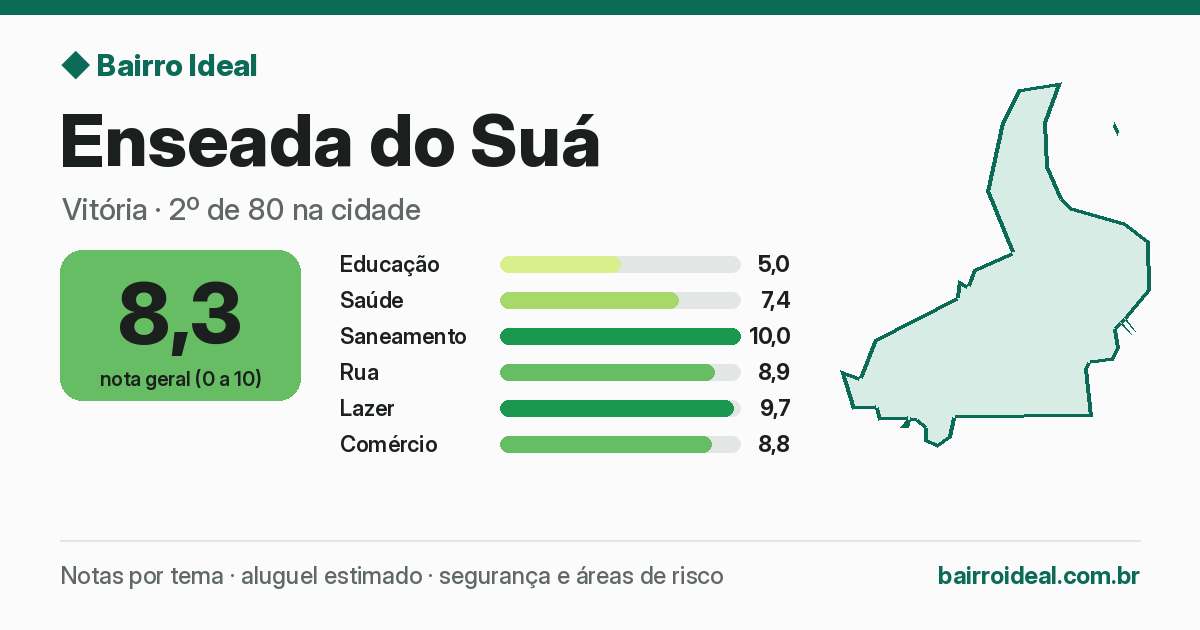 Bairro Ideal
Enseada do Suá
Vitória · 2º de 80 na cidade
8,3
nota geral (0 a 10)
Educação 5,0
Saúde 7,4
Saneamento 10,0
Rua 8,9
Lazer 9,7
Comércio 8,8
Notas por tema · aluguel estimado · segurança e áreas de risco
bairroideal.com.br